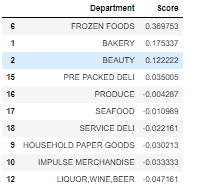 Department Score
6 FROZEN FOODS 0.369753
1 BAKERY 0.175337
2 BEAUTY 0.122222
15 PRE PACKED DELI 0.035005
16 PRODUCE -0.004287
17 SEAFOOD -0.010969
18 SERVICE DELI -0.022161
9 HOUSEHOLD PAPER GOODS -0.030213
10 IMPULSE MERCHANDISE -0.033333
12 LIQUOR,WINE,BEER -0.047161